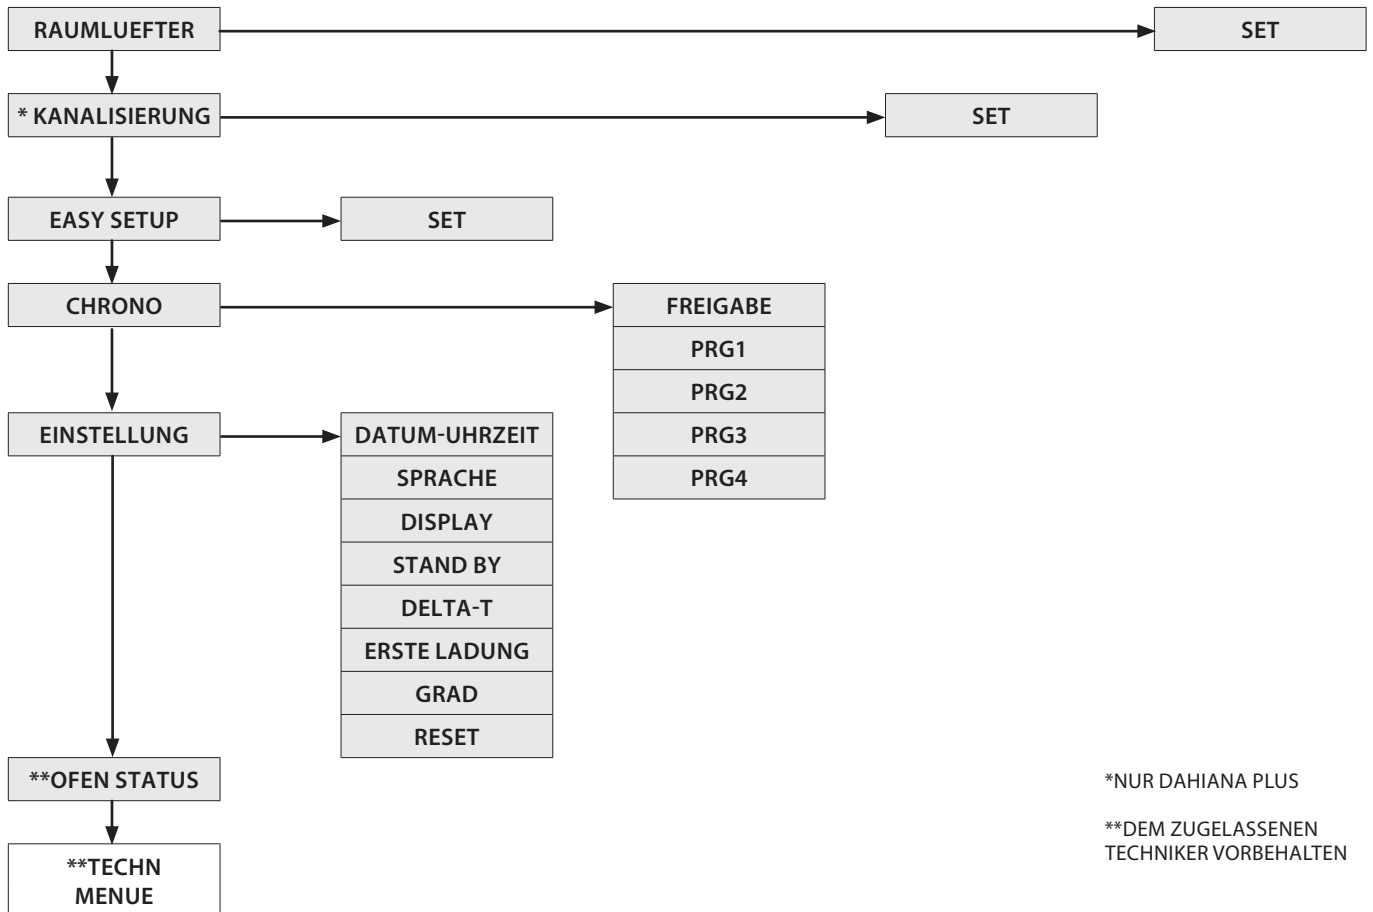 RAUMLUEFTER
SET
* KANALISIERUNG
SET
EASY SETUP
SET
CHRONO
FREIGABE
PRG1
PRG2
PRG3
PRG4
EINSTELLUNG
DATUM-UHRZEIT
SPRACHE
DISPLAY
STAND BY
DELTA-T
ERSTE LADUNG
GRAD
RESET
**OFEN STATUS
**TECHN
MENUE
*NUR DAHIANA PLUS
**DEM ZUGELASSENEN
TECHNIKER VORBEHALTEN